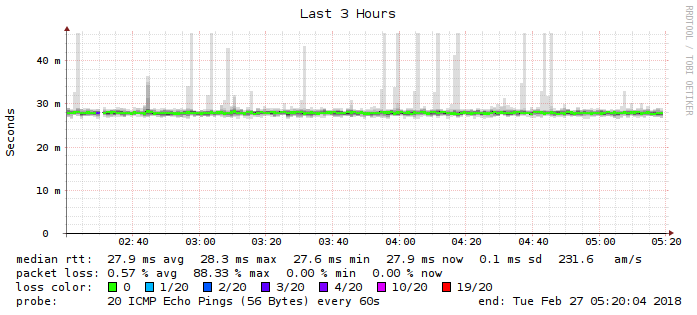 Last 3 Hours
RRDTOOL / TOBI OETIKER
Seconds
40 m
30 m
20 m
10 m
0
02:40 03:00 03:20 03:40 04:00 04:20 04:40 05:00 05:20
median rtt: 27.9 ms avg 28.3 ms max 27.6 ms min 27.9 ms now 0.1 ms sd 231.6 am/s
packet loss: 0.57 % avg 88.33 % max 0.00 % min 0.00 % now
loss color: 0 1/20 2/20 3/20 4/20 10/20 19/20
probe: 20 ICMP Echo Pings (56 Bytes) every 60s end: Tue Feb 27 05:20:04 2018